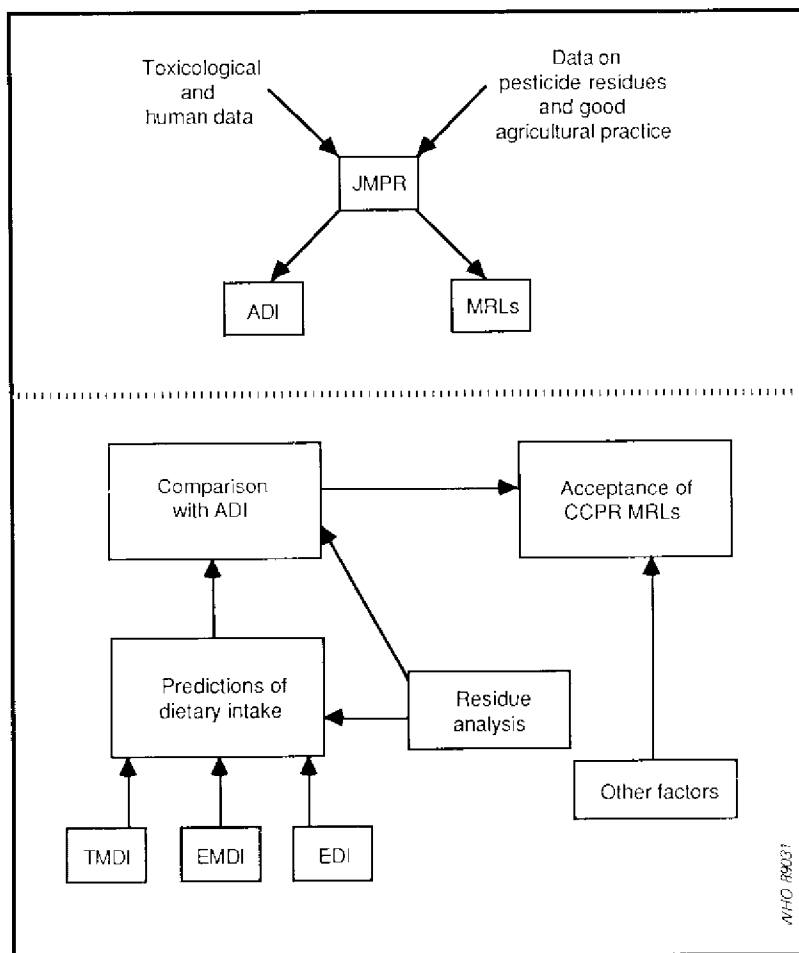 Toxicological
and
human data
Data on
pesticide residues
and good
agricultural practice
JMPR
ADI
MRLs
Comparison
with ADI
Acceptance of
CCPR MRLs
Predictions of
dietary intake
Residue
analysis
Other factors
TMDI
EMDI
EDI
WHO 89031